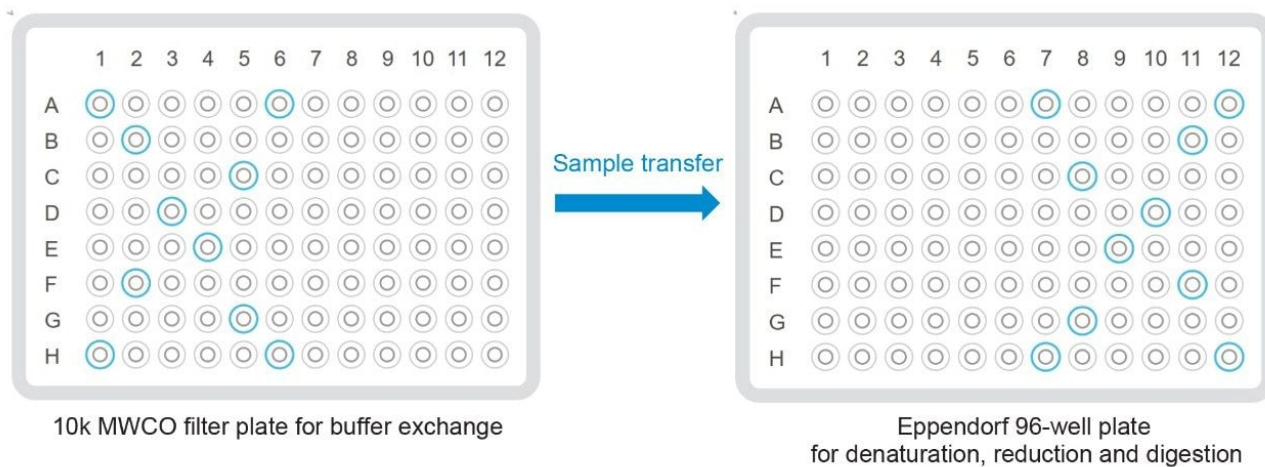 1 2 3 4 5 6 7 8 9 10 11 12
A
B
C
D
E
F
G
H
10k MWCO filter plate for buffer exchange
Sample transfer
1 2 3 4 5 6 7 8 9 10 11 12
A
B
C
D
E
F
G
H
Eppendorf 96-well plate
for denaturation, reduction and digestion